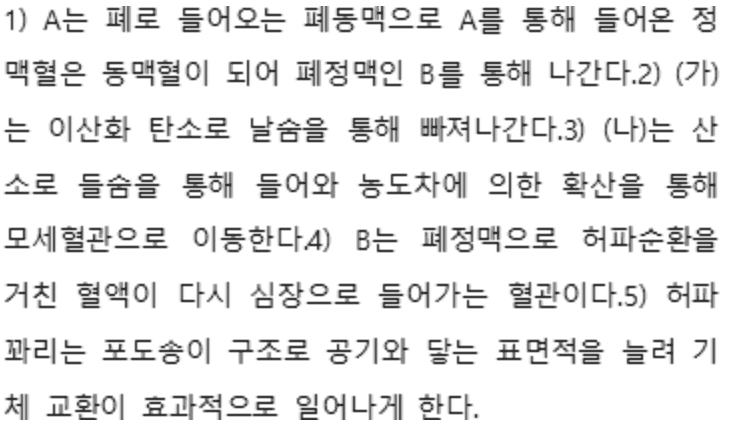 1) A는 폐로 들어오는 폐동맥으로 A를 통해 들어온 정
맥혈은 동맥혈이 되어 폐정맥인 B를 통해 나간다.2) (가)
는 이산화 탄소로 날숨을 통해 빠져나간다.3) (나)는 산
소로 들숨을 통해 들어와 농도차에 의한 확산을 통해
모세혈관으로 이동한다.4) B는 폐정맥으로 허파순환을
거친 혈액이 다시 심장으로 들어가는 혈관이다.5) 허파
꽈리는 포도송이 구조로 공기와 닿는 표면적을 늘려 기
체 교환이 효과적으로 일어나게 한다.